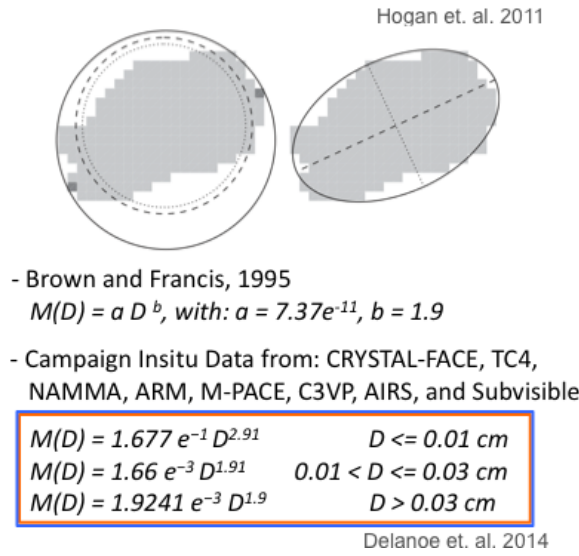 Hogan et. al. 2011
- Brown and Francis, 1995
M(D) = a D ᵇ, with: a = 7.37e⁻¹¹, b = 1.9
- Campaign Insitu Data from: CRYSTAL-FACE, TC4,
NAMMA, ARM, M-PACE, C3VP, AIRS, and Subvisible
M(D) = 1.677 e⁻¹ D²·⁹¹ D <= 0.01 cm
M(D) = 1.66 e⁻³ D¹·⁹¹ 0.01 < D <= 0.03 cm
M(D) = 1.9241 e⁻³ D¹·⁹ D > 0.03 cm
Delanoe et. al. 2014